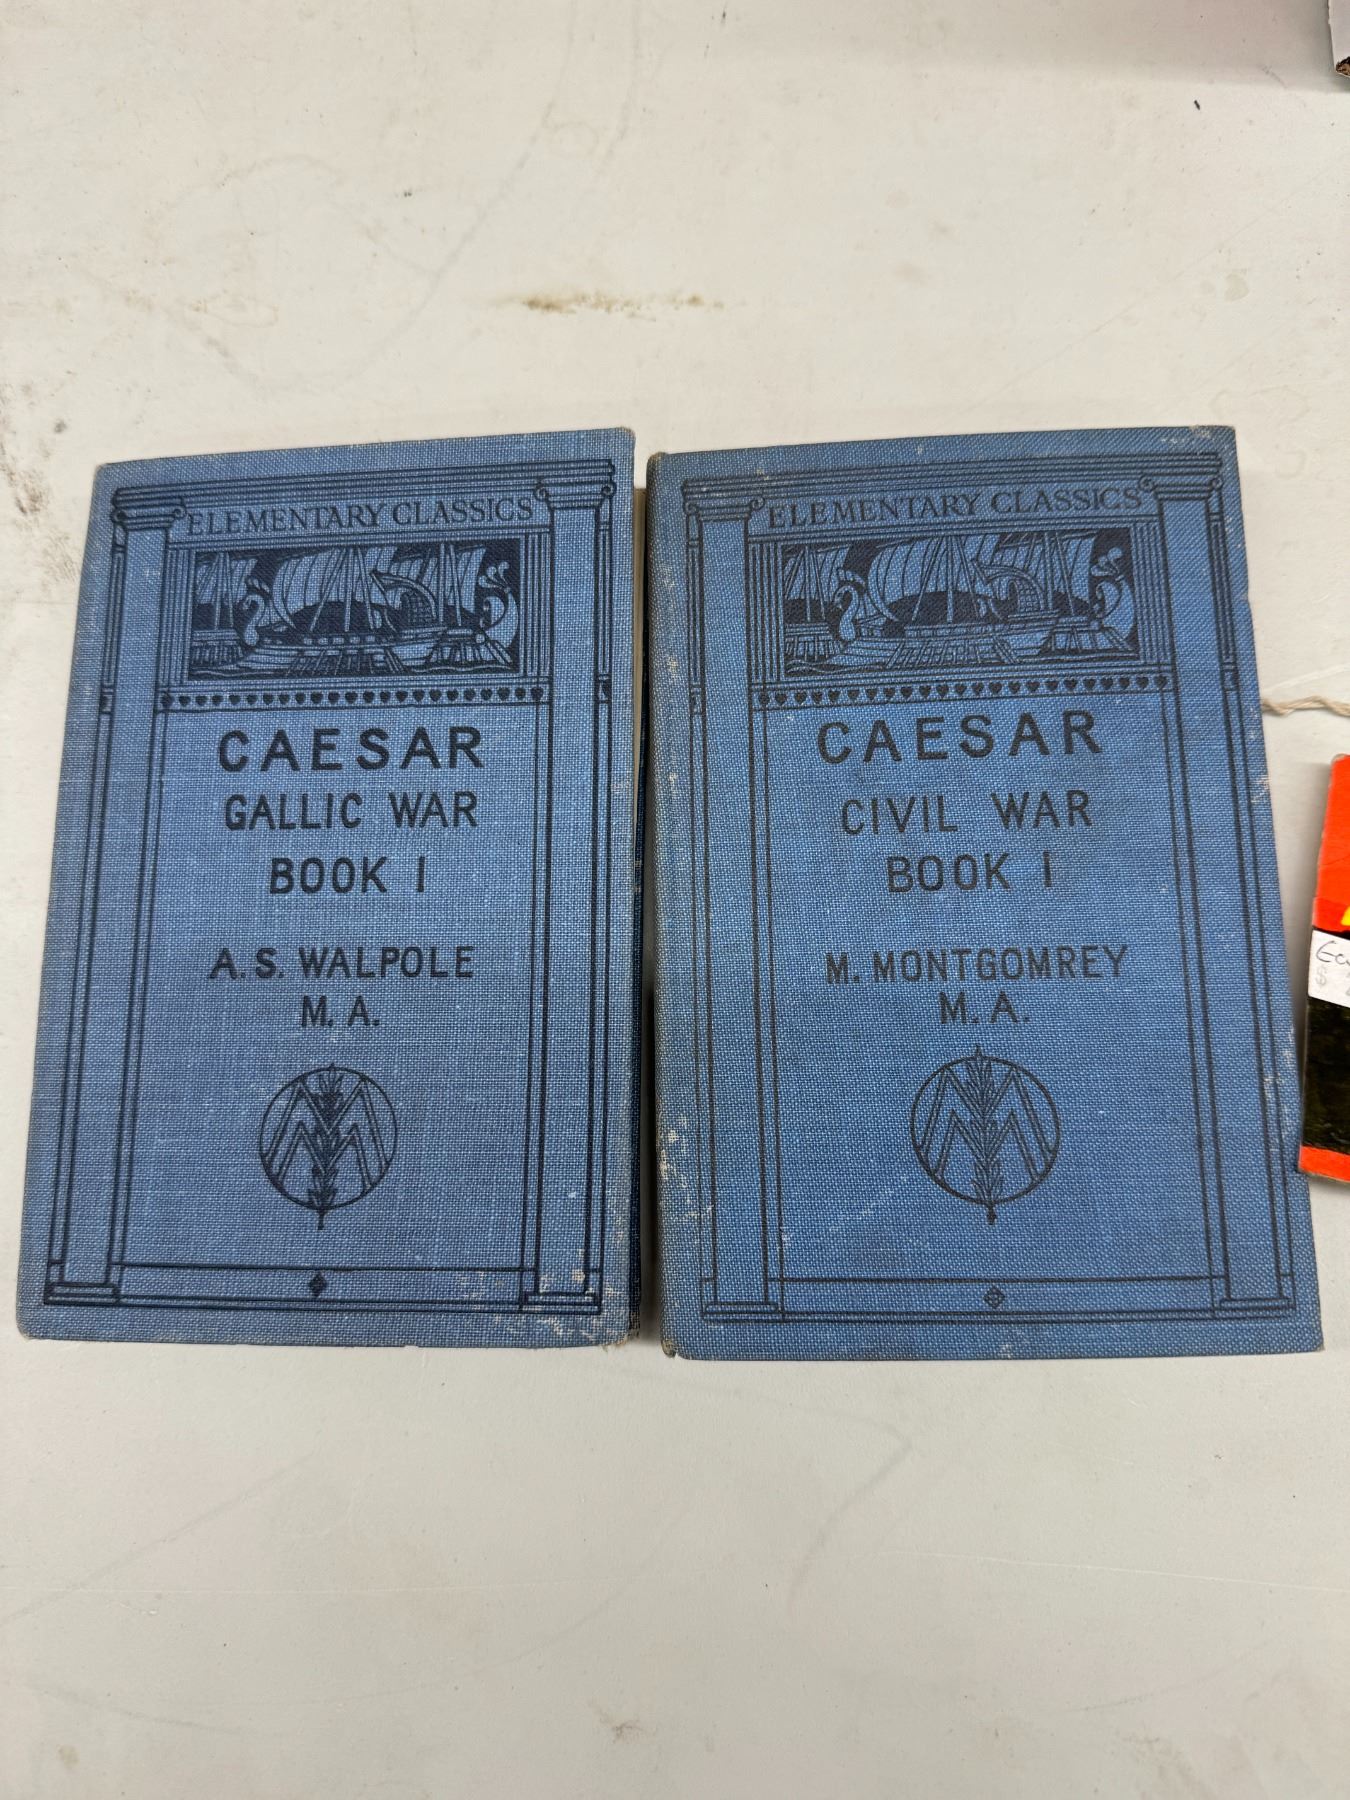 ELEMENTARY CLASSICS
CAESAR
GALLIC WAR
BOOK I
A. S. WALPOLE
M. A.
ELEMENTARY CLASSICS
CAESAR
CIVIL WAR
BOOK I
M. MONTGOMREY
M. A.
$